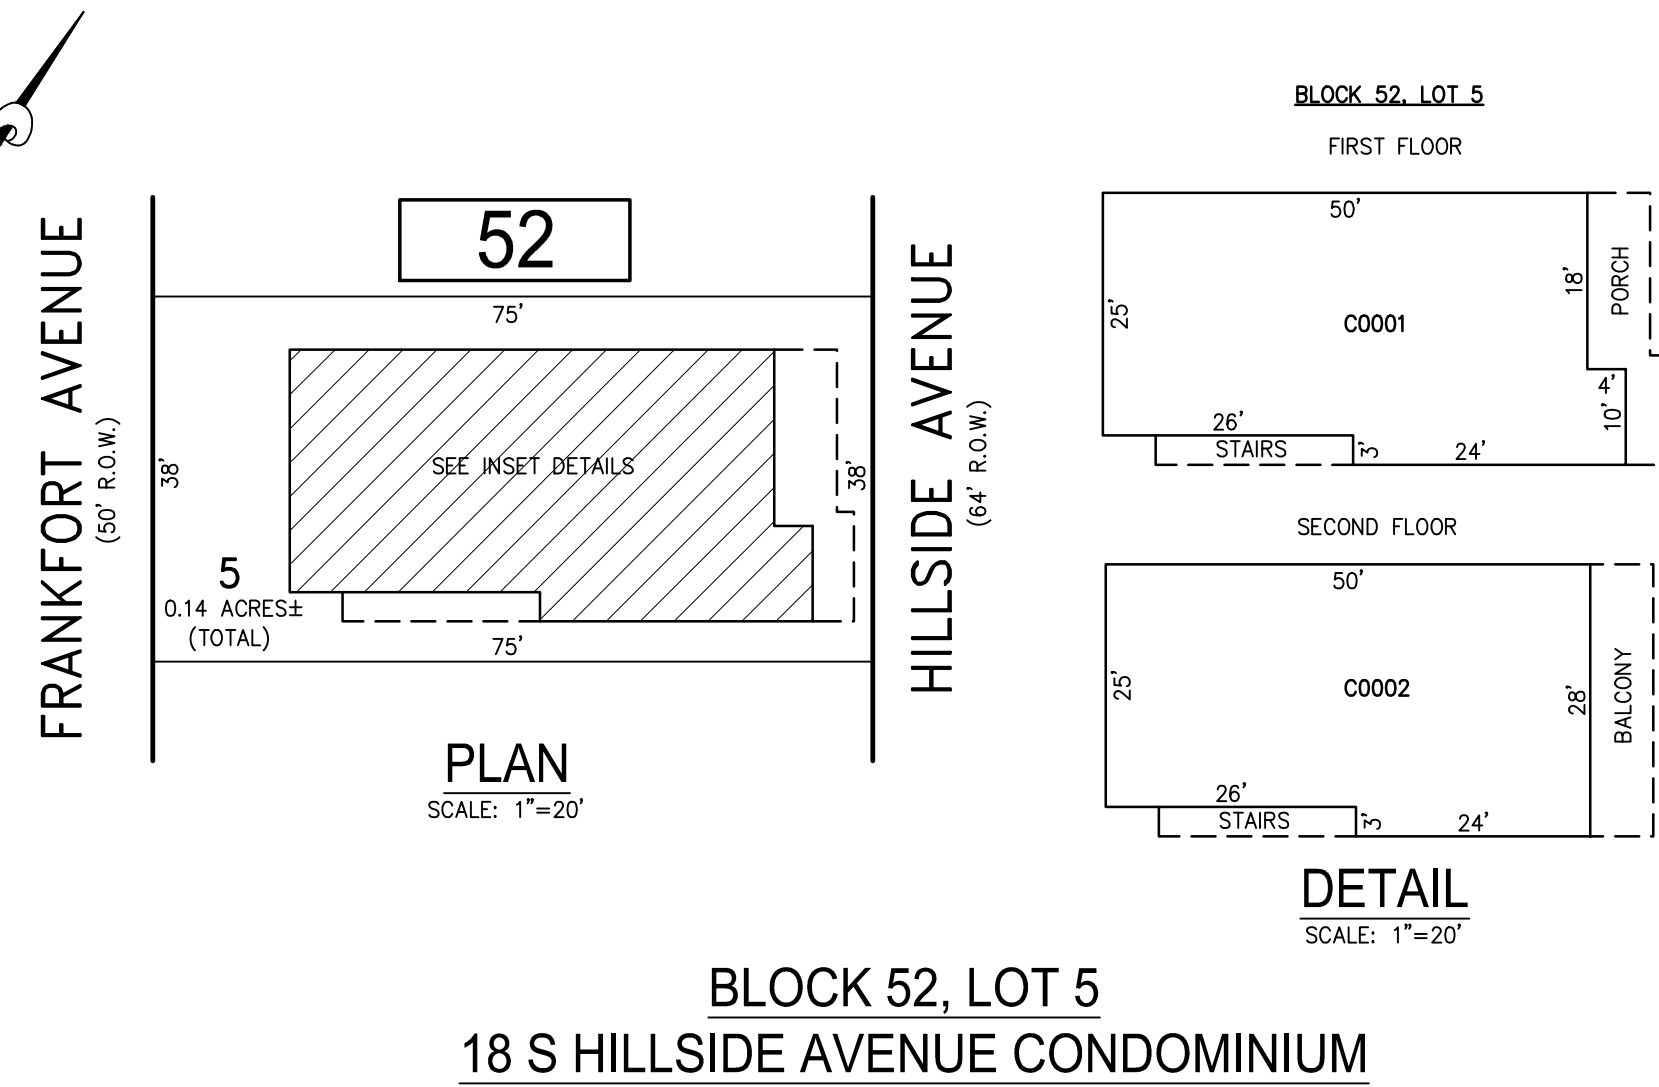 FRANKFORT AVENUE
(50' R.O.W.)
52
75'
38'
SEE INSET DETAILS
38'
5
0.14 ACRES±
(TOTAL)
75'
HILLSIDE AVENUE
(64' R.O.W.)
PLAN
SCALE: 1"=20'
BLOCK 52, LOT 5
FIRST FLOOR
50'
25'
C0001
18'
PORCH
4'
10'
26'
STAIRS
3'
24'
SECOND FLOOR
50'
25'
C0002
28'
BALCONY
26'
STAIRS
3'
24'
DETAIL
SCALE: 1"=20'
BLOCK 52, LOT 5
18 S HILLSIDE AVENUE CONDOMINIUM